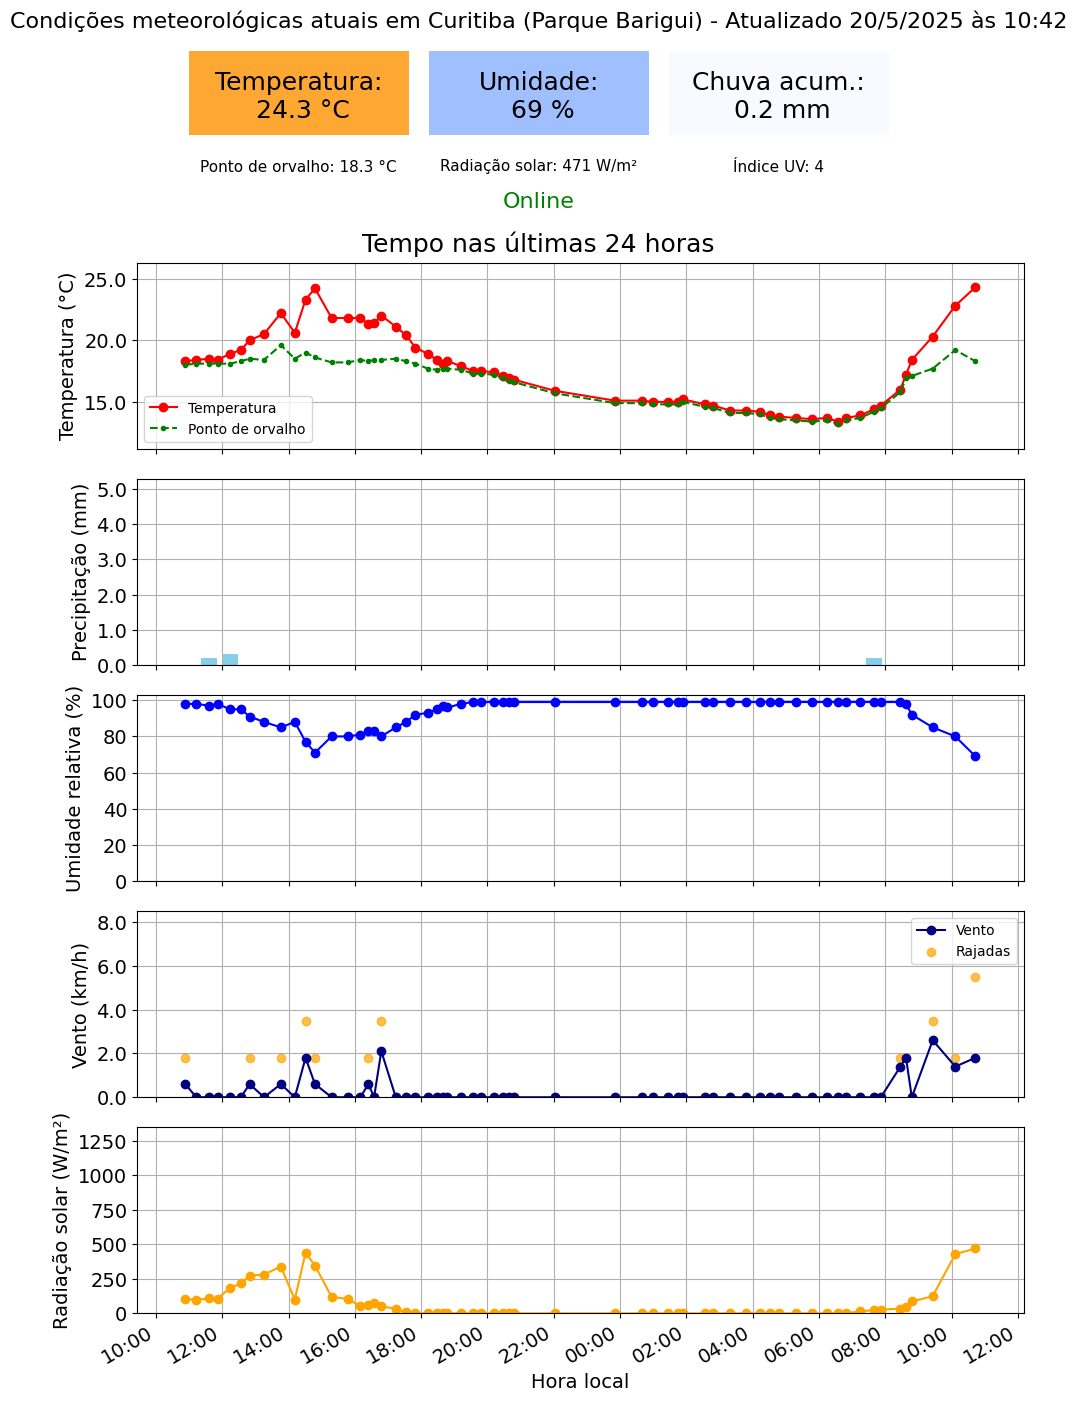 Condições meteorológicas atuais em Curitiba (Parque Barigui) - Atualizado 20/5/2025 às 10:42
Temperatura:
24.3 °C
Umidade:
69 %
Chuva acum.:
0.2 mm
Ponto de orvalho: 18.3 °C
Radiação solar: 471 W/m²
Índice UV: 4
Online
Tempo nas últimas 24 horas
Temperatura (°C)
25.0
20.0
15.0
Temperatura
Ponto de orvalho
Precipitação (mm)
5.0
4.0
3.0
2.0
1.0
0.0
Umidade relativa (%)
100
80
60
40
20
0
Vento (km/h)
8.0
6.0
4.0
2.0
0.0
Vento
Rajadas
Radiação solar (W/m²)
1250
1000
750
500
250
0
10:00 12:00 14:00 16:00 18:00 20:00 22:00 00:00 02:00 04:00 06:00 08:00 10:00 12:00
Hora local